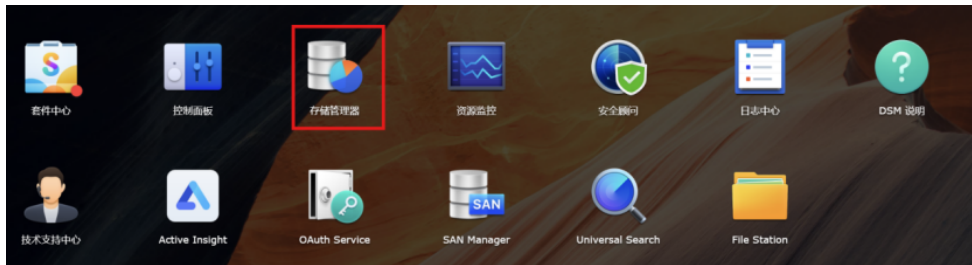 套件中心
控制面板
存储管理器
资源监控
安全顾问
日志中心
DSM 说明
技术支持中心
Active Insight
OAuth Service
SAN
SAN Manager
Universal Search
File Station